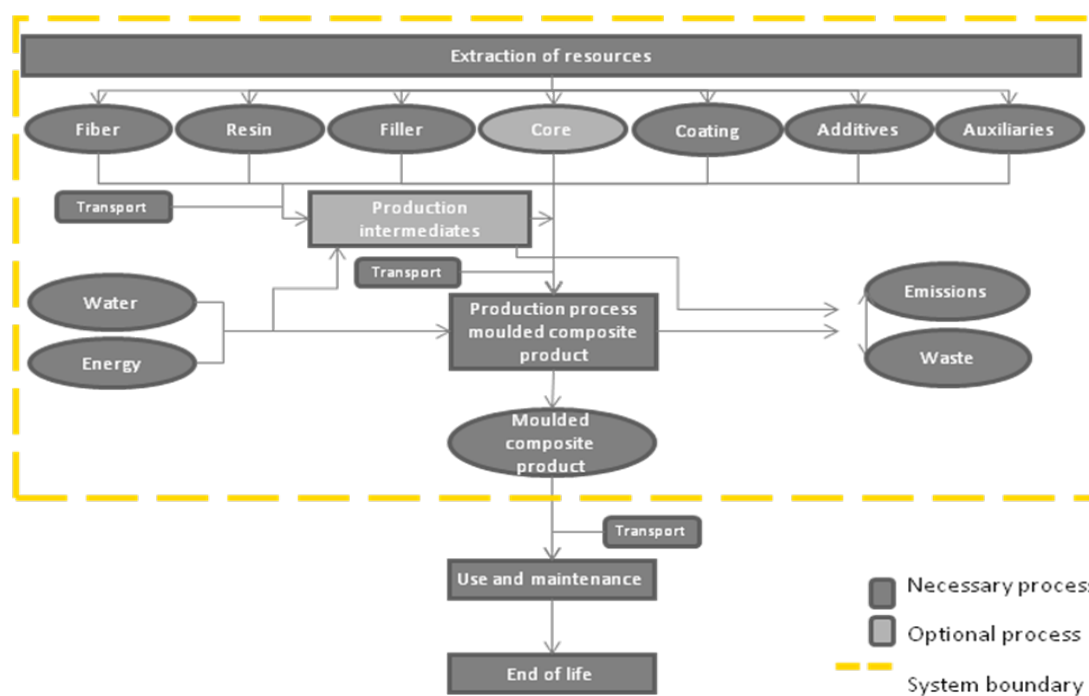 Extraction of resources
Fiber
Resin
Filler
Core
Coating
Additives
Auxiliaries
Transport
Production
intermediates
Transport
Water
Energy
Production process
moulded composite
product
Emissions
Waste
Moulded
composite
product
Transport
Use and maintenance
End of life
Necessary process
Optional process
System boundary